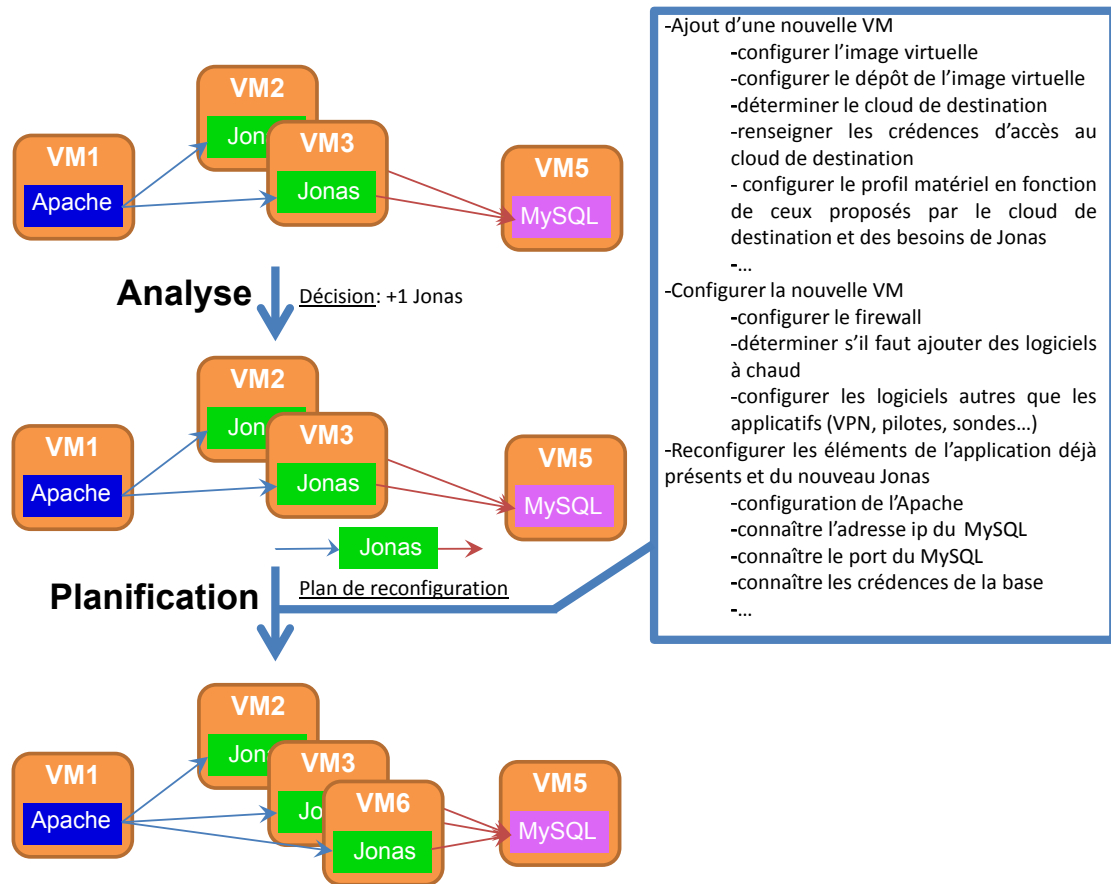 VM2
Jon
VM3
Jonas
VM1
Apache
VM5
MySQL
Analyse
Décision: +1 Jonas
VM2
Jon
VM3
Jonas
VM1
Apache
VM5
MySQL
Jonas
Planification
Plan de reconfiguration
VM2
Jona
VM3
Jo
VM6
Jonas
VM1
Apache
VM5
MySQL
-Ajout d’une nouvelle VM
-configurer l’image virtuelle
-configurer le dépôt de l’image virtuelle
-déterminer le cloud de destination
-renseigner les crédences d’accès au
cloud de destination
- configurer le profil matériel en fonction
de ceux proposés par le cloud de
destination et des besoins de Jonas
-…
-Configurer la nouvelle VM
-configurer le firewall
-déterminer s’il faut ajouter des logiciels
à chaud
-configurer les logiciels autres que les
applicatifs (VPN, pilotes, sondes…)
-Reconfigurer les éléments de l’application déjà
présents et du nouveau Jonas
-configuration de l’Apache
-connaître l’adresse ip du MySQL
-connaître le port du MySQL
-connaître les crédences de la base
-…